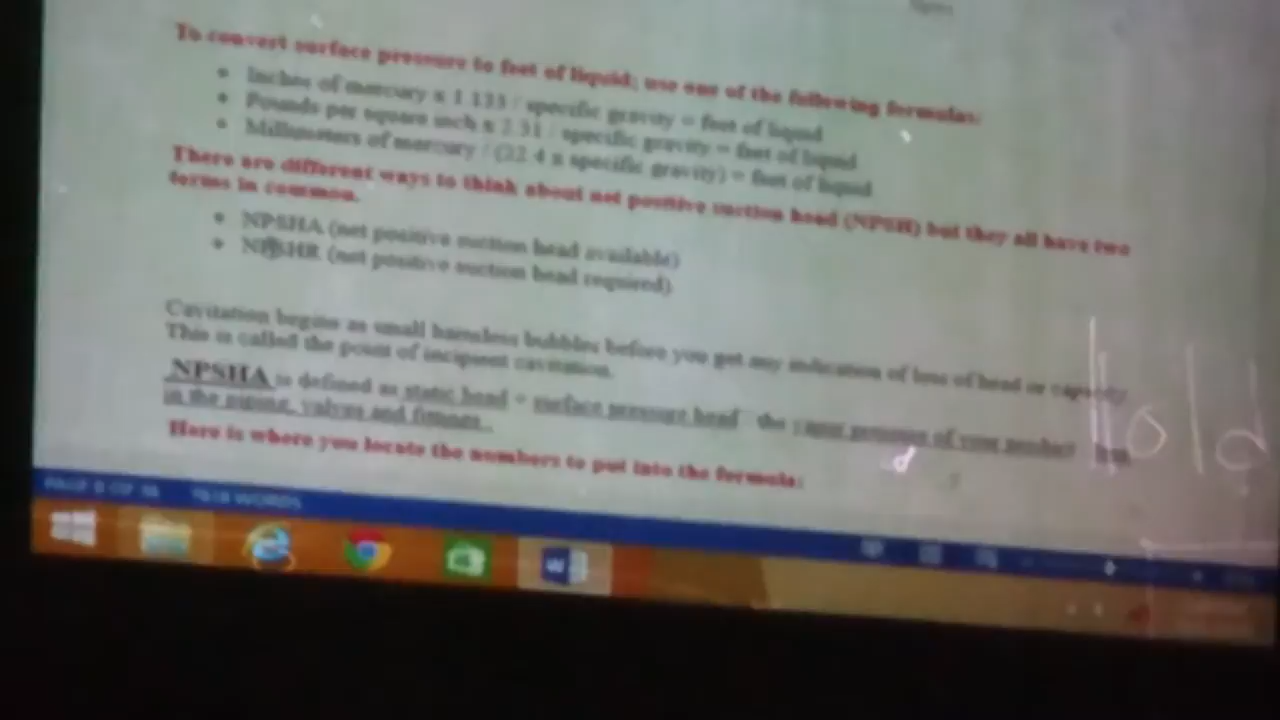 To convert surface pressure to feet of liquid; use one of the following formulas:
Inches of mercury x 1.133 / specific gravity = feet of liquid
Pounds per square inch x 2.31 / specific gravity = feet of liquid
Millimeters of mercury / (22.4 x specific gravity) = feet of liquid
There are different ways to think about net positive suction head (NPSH) but they all have two
terms in common.
NPSHA (net positive suction head available)
NPSHR (net positive suction head required)
Cavitation begins as small harmless bubbles before you get any indication of loss of head or capacity.
This is called the point of incipient cavitation.
NPSHA is defined as static head + surface pressure head - the vapor pressure of your product - loss
in the piping, valves and fittings.
Here is where you locate the numbers to put into the formula:
WORDS